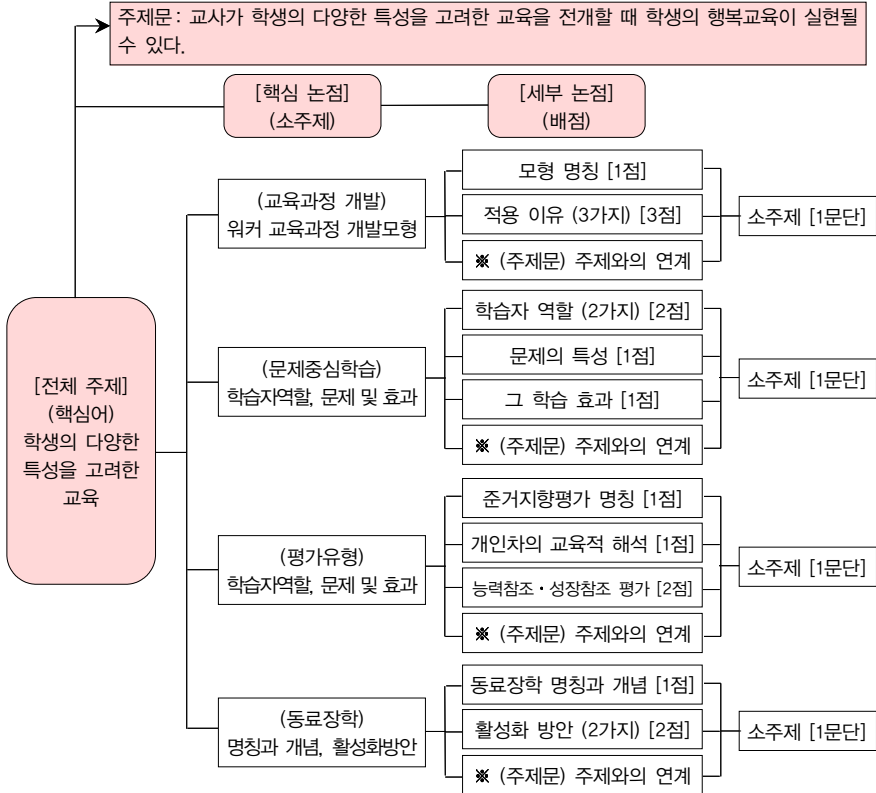 주제문: 교사가 학생의 다양한 특성을 고려한 교육을 전개할 때 학생의 행복교육이 실현될
수 있다.
[핵심 논점]
(소주제)
[세부 논점]
(배점)
[전체 주제]
(핵심어)
학생의 다양한
특성을 고려한
교육
(교육과정 개발)
워커 교육과정 개발모형
모형 명칭 [1점]
적용 이유 (3가지) [3점]
※ (주제문) 주제와의 연계
소주제 [1문단]
(문제중심학습)
학습자역할, 문제 및 효과
학습자 역할 (2가지) [2점]
문제의 특성 [1점]
그 학습 효과 [1점]
※ (주제문) 주제와의 연계
소주제 [1문단]
(평가유형)
학습자역할, 문제 및 효과
준거지향평가 명칭 [1점]
개인차의 교육적 해석 [1점]
능력참조·성장참조 평가 [2점]
※ (주제문) 주제와의 연계
소주제 [1문단]
(동료장학)
명칭과 개념, 활성화방안
동료장학 명칭과 개념 [1점]
활성화 방안 (2가지) [2점]
※ (주제문) 주제와의 연계
소주제 [1문단]